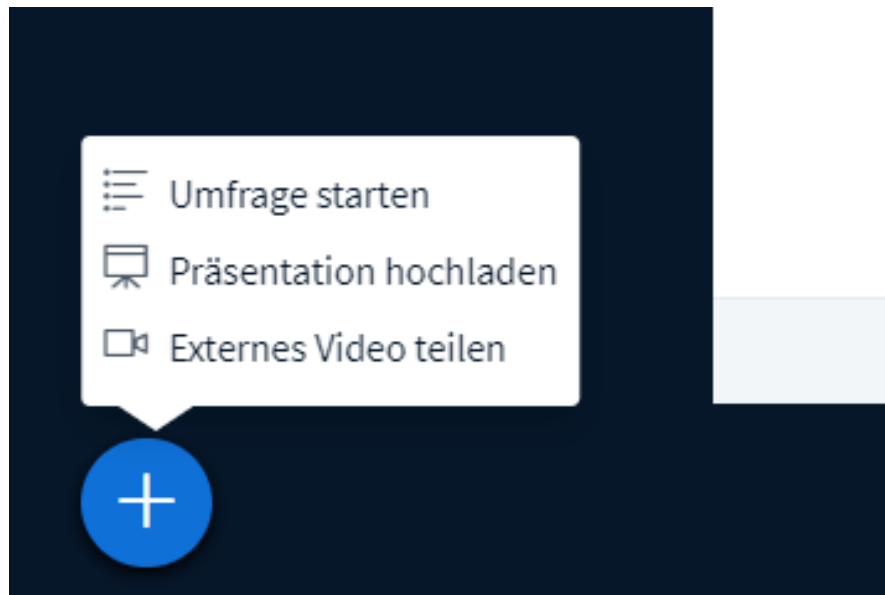 Umfrage starten
Präsentation hochladen
Externes Video teilen